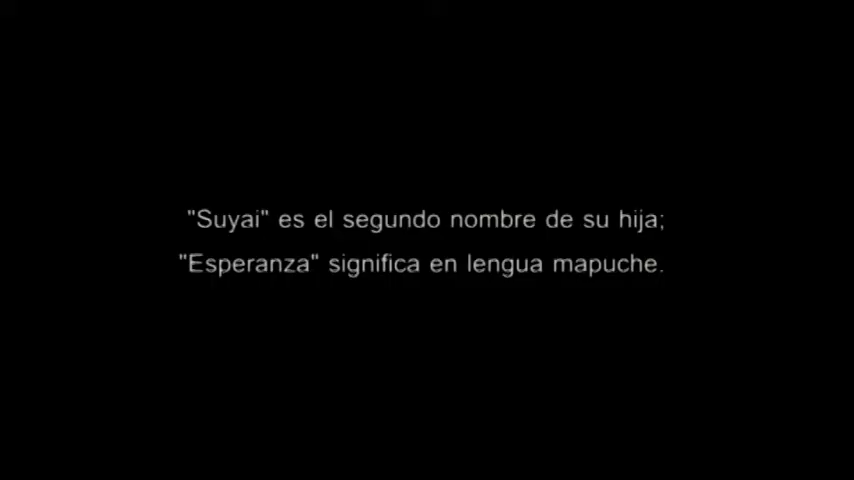 "Suyai" es el segundo nombre de su hija;
"Esperanza" significa en lengua mapuche.